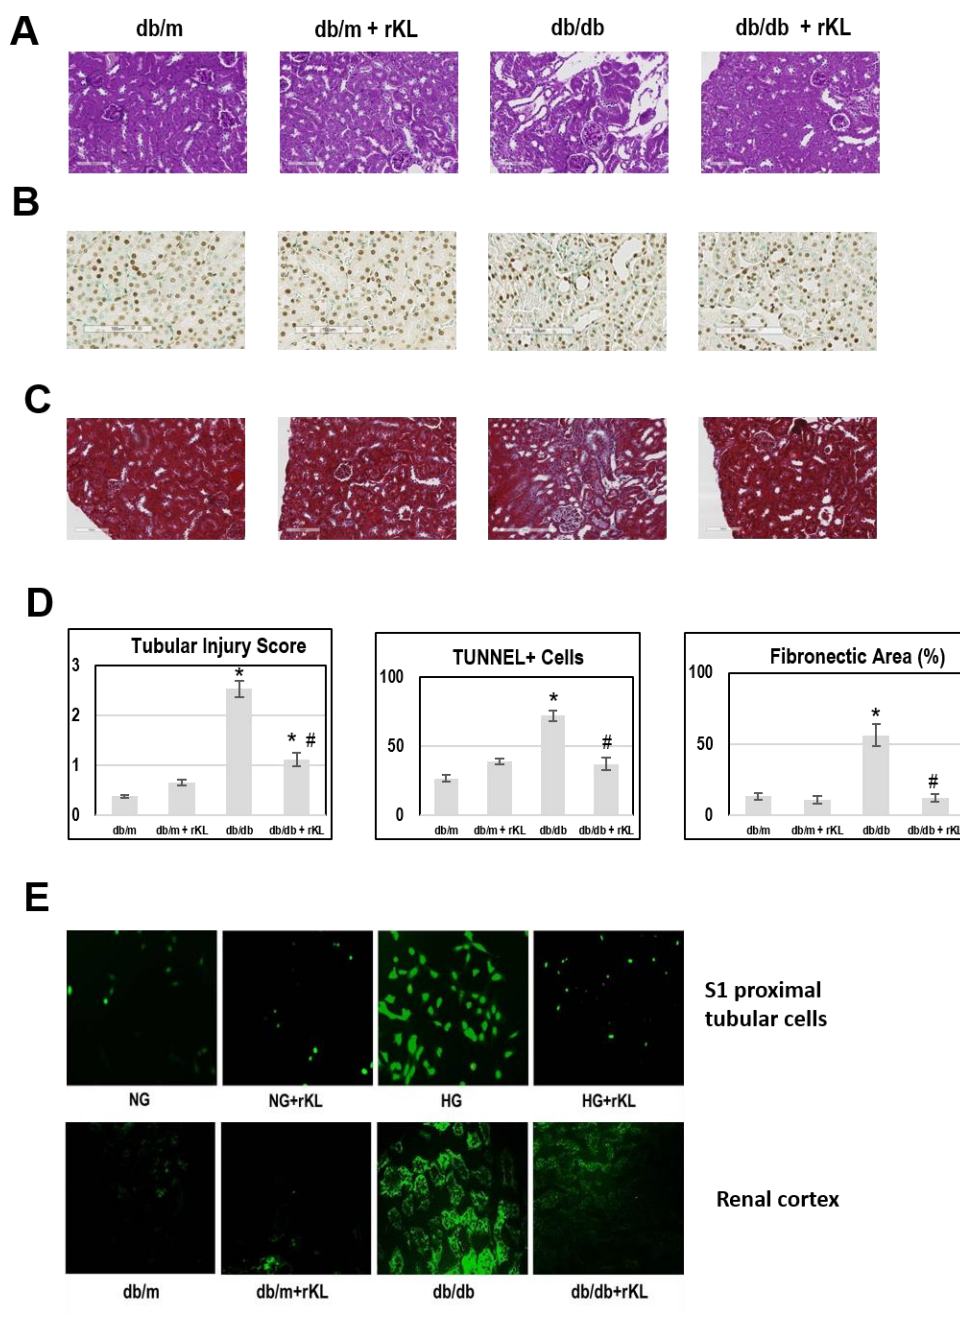 A
db/m
db/m + rKL
db/db
db/db + rKL
B
C
D
Tubular Injury Score
3
2
1
0
*
* #
db/m
db/m + rKL
db/db
db/db + rKL
TUNNEL+ Cells
100
50
0
*
#
db/m
db/m + rKL
db/db
db/db + rKL
Fibronectic Area (%)
100
50
0
*
#
db/m
db/m + rKL
db/db
db/db + rKL
E
NG
NG+rKL
HG
HG+rKL
S1 proximal
tubular cells
db/m
db/m+rKL
db/db
db/db+rKL
Renal cortex